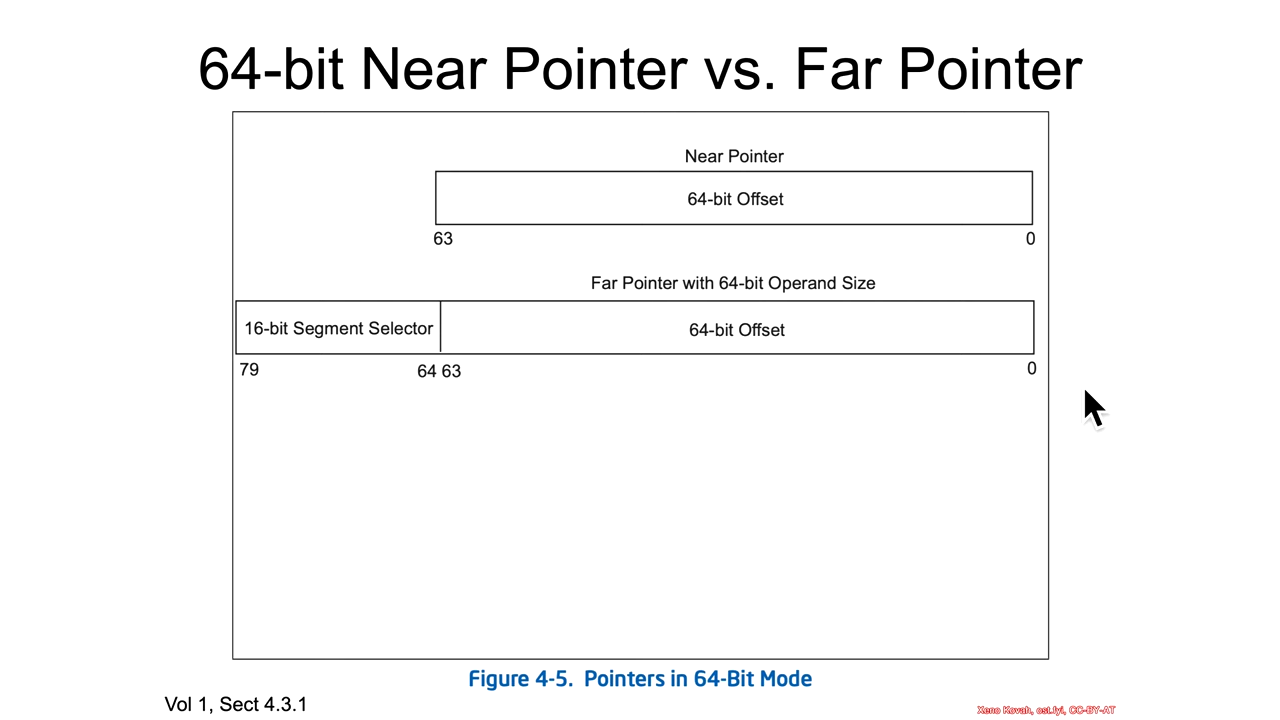 64-bit Near Pointer vs. Far Pointer
Near Pointer
64-bit Offset
63 0
Far Pointer with 64-bit Operand Size
16-bit Segment Selector 64-bit Offset
79 64 63 0
Figure 4-5. Pointers in 64-Bit Mode
Vol 1, Sect 4.3.1
Xeno Kovah, ost.fyi, CC-BY-AT